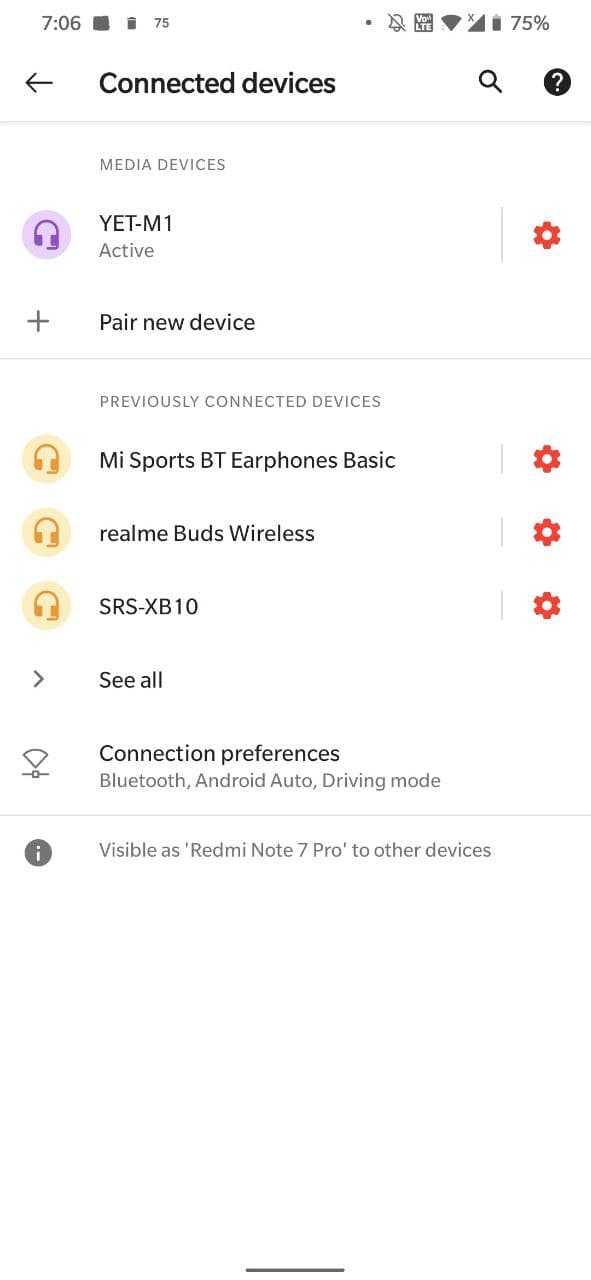 7:06 75 Vo)) LTE x 75%
Connected devices ?
MEDIA DEVICES
YET-M1
Active
Pair new device
PREVIOUSLY CONNECTED DEVICES
Mi Sports BT Earphones Basic
realme Buds Wireless
SRS-XB10
See all
Connection preferences
Bluetooth, Android Auto, Driving mode
Visible as 'Redmi Note 7 Pro' to other devices